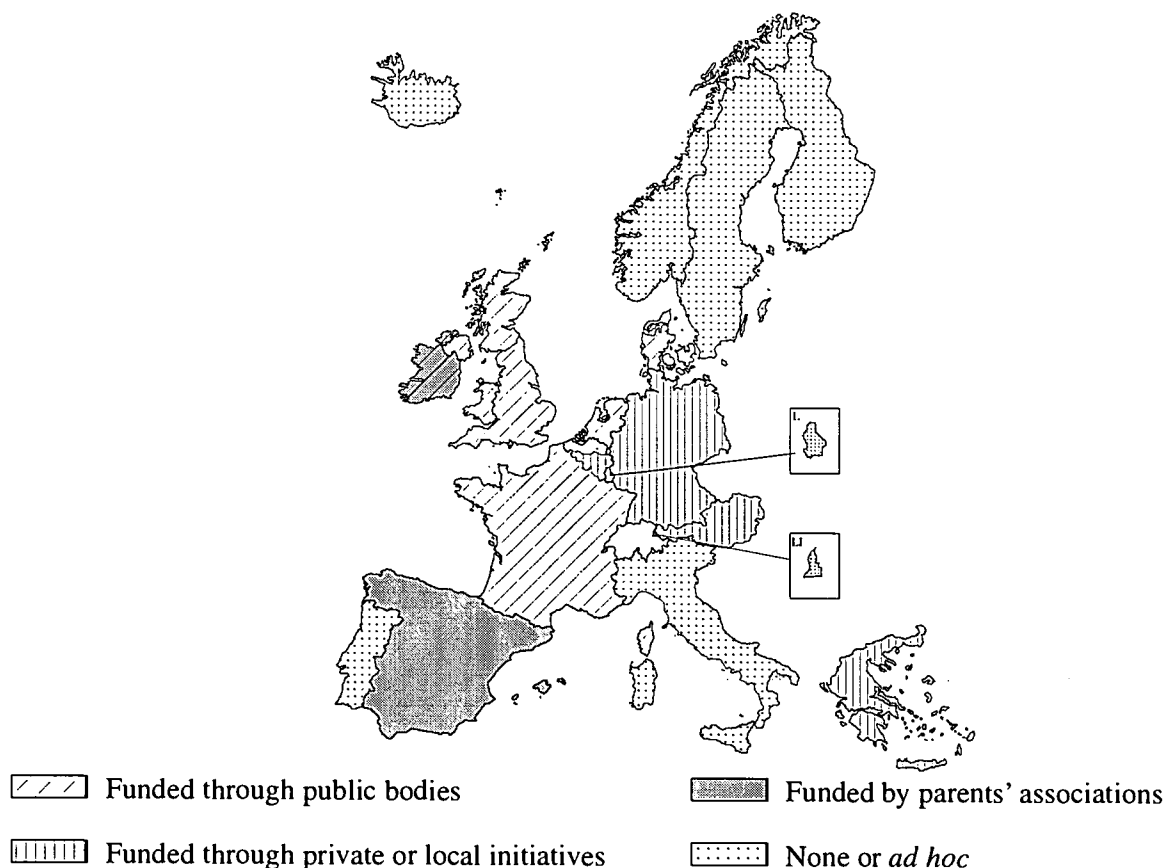 L
LI
Funded through public bodies
Funded by parents' associations
Funded through private or local initiatives
None or ad hoc